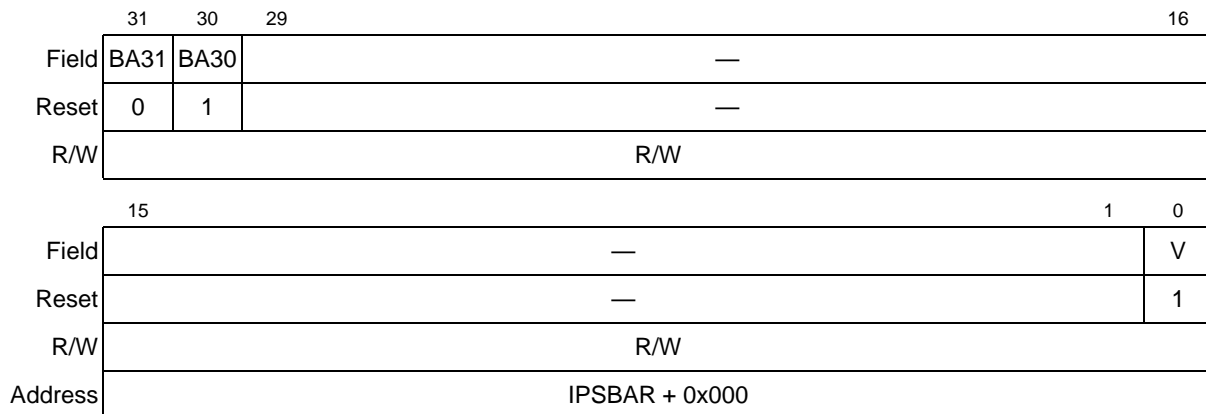 31 30 29 16
Field BA31 BA30 —
Reset 0 1 —
R/W R/W
15 1 0
Field — V
Reset — 1
R/W R/W
Address IPSBAR + 0x000